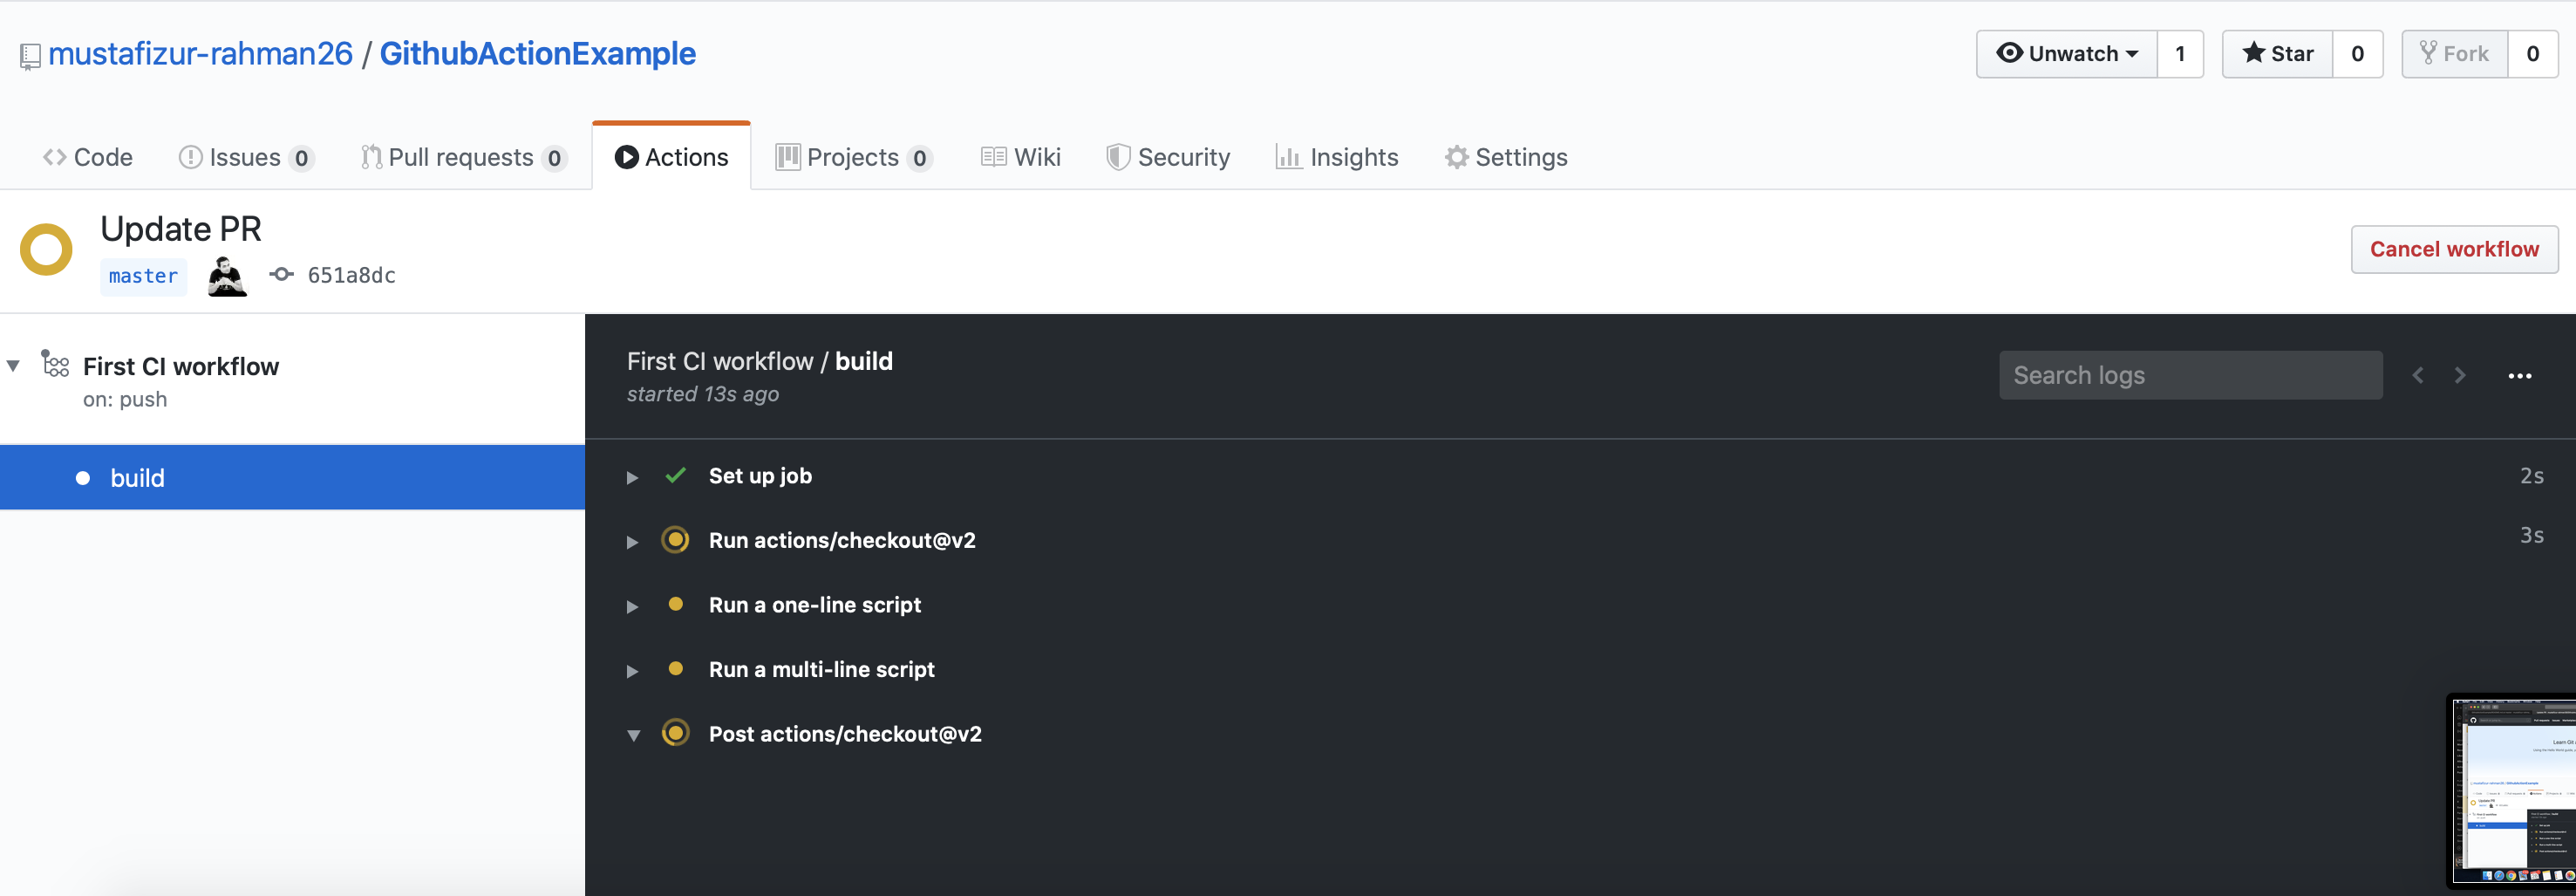 mustafizur-rahman26 / GithubActionExample
Unwatch 1 Star 0 Fork 0
Code Issues 0 Pull requests 0 Actions Projects 0 Wiki Security Insights Settings
Update PR
master 651a8dc
Cancel workflow
First CI workflow
on: push
build
First CI workflow / build
started 13s ago
Search logs
Set up job 2s
Run actions/checkout@v2 3s
Run a one-line script
Run a multi-line script
Post actions/checkout@v2